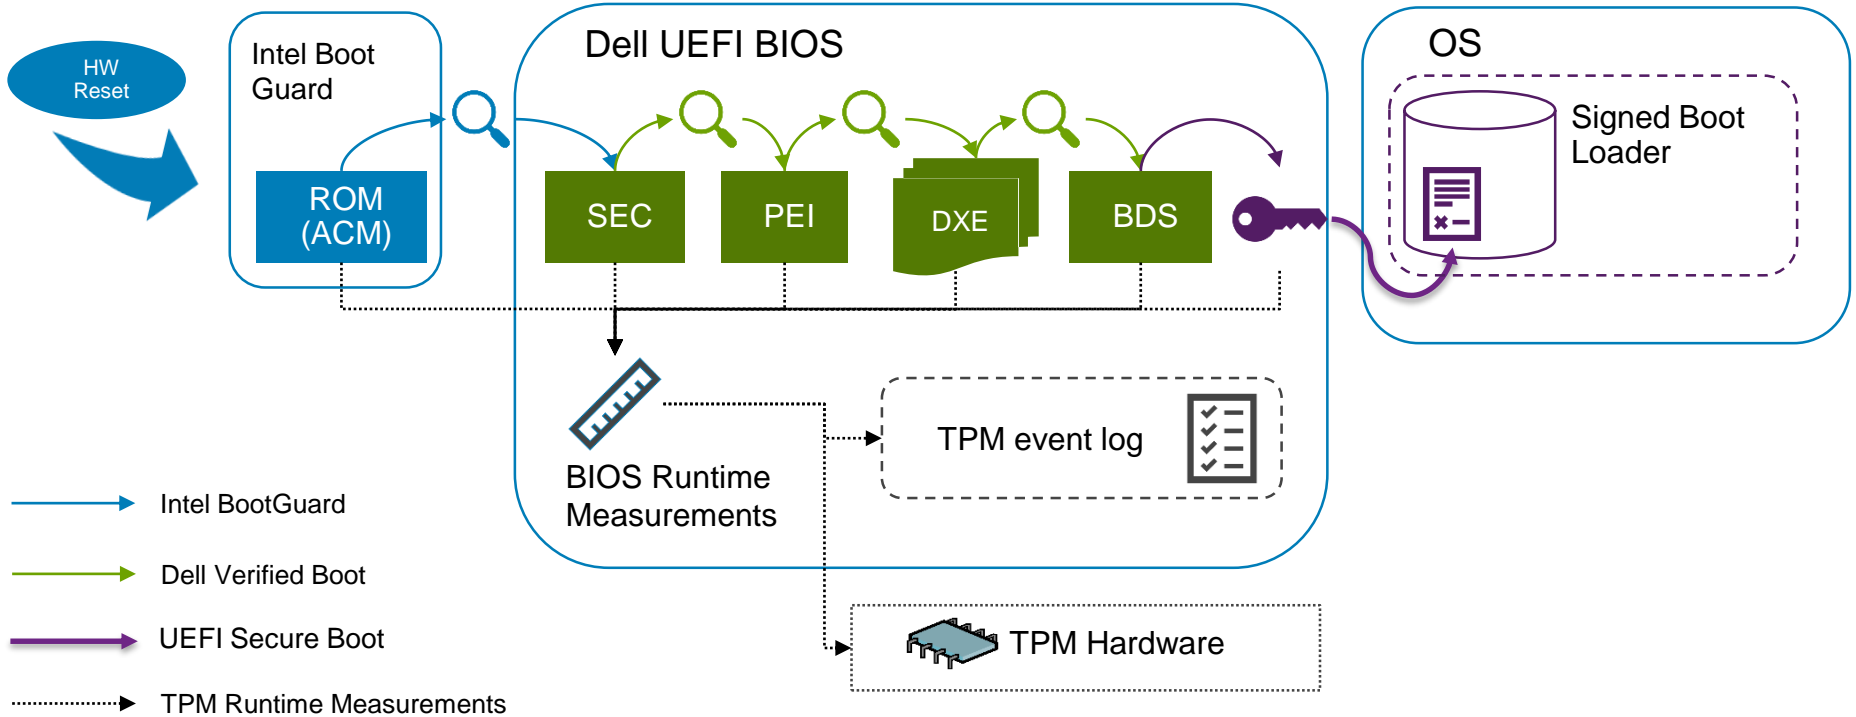 HW
Reset
Intel Boot
Guard
ROM
(ACM)
Dell UEFI BIOS
SEC
PEI
DXE
BDS
OS
Signed Boot
Loader
BIOS Runtime
Measurements
TPM event log
TPM Hardware
Intel BootGuard
Dell Verified Boot
UEFI Secure Boot
TPM Runtime Measurements